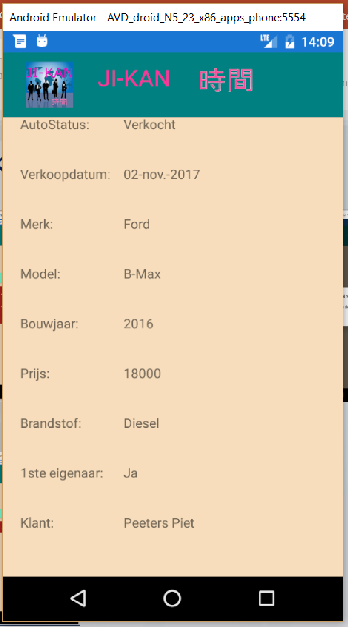 Android Emulator - AVD_droid_N5_23_x86_apps_phone:5554
LTE 14:09
JI-KAN
JI-KAN 時間
AutoStatus: Verkocht
Verkoopdatum: 02-nov.-2017
Merk: Ford
Model: B-Max
Bouwjaar: 2016
Prijs: 18000
Brandstof: Diesel
1ste eigenaar: Ja
Klant: Peeters Piet